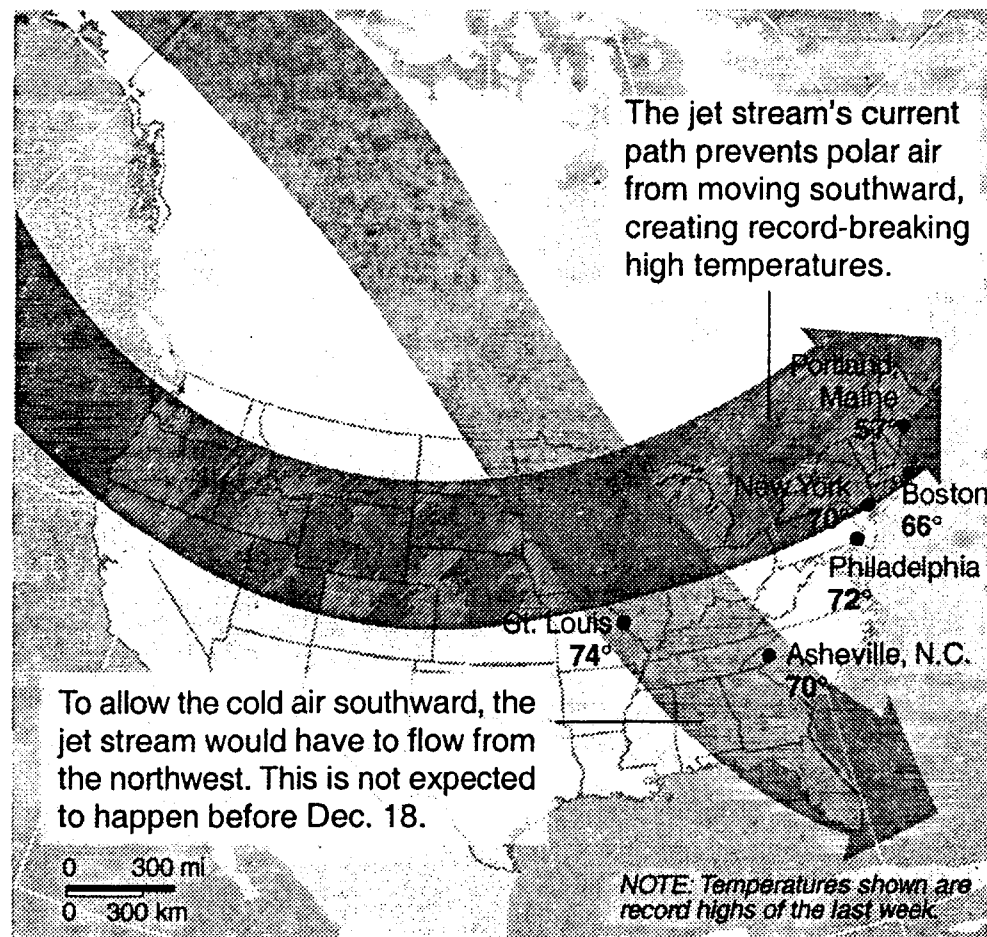 The jet stream's current
path prevents polar air
from moving southward,
creating record-breaking
high temperatures.
Portland,
Maine
New York
70°
Boston
66°
Philadelphia
72°
St. Louis
74°
Asheville, N.C.
70°
To allow the cold air southward, the
jet stream would have to flow from
the northwest. This is not expected
to happen before Dec. 18.
0 300 mi
0 300 km
NOTE: Temperatures shown are
record highs of the last week.